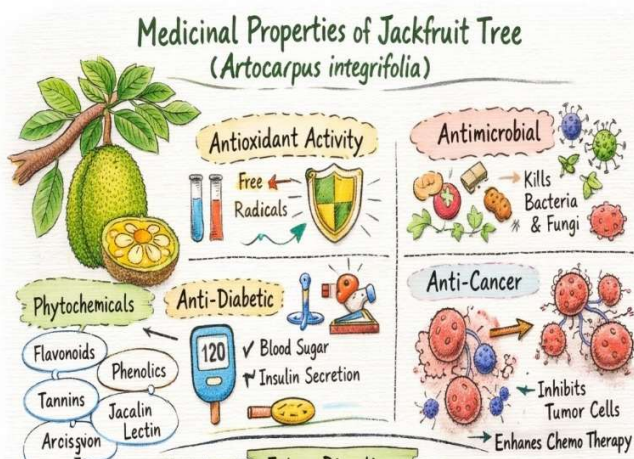 Medicinal Properties of Jackfruit Tree
(Artocarpus integrifolia)
Antioxidant Activity
Free
Radicals
Antimicrobial
Kills
Bacteria
& Fungi
Phytochemicals
Flavonoids
Phenolics
Tannins
Jacalin
Lectin
Anti-Diabetic
120
✓ Blood Sugar
Insulin Secretion
Anti-Cancer
Inhibits
Tumor Cells
Enhanes Chemo Therapy